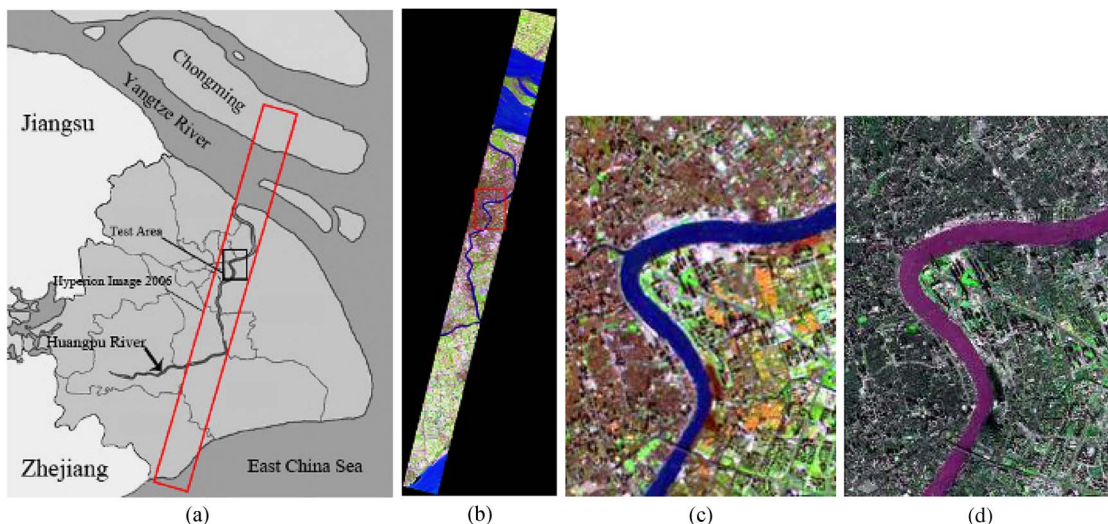 Chongming
Yangtze River
Jiangsu
Test Area
Hyperion Image 2006
Huangpu River
Zhejiang
East China Sea
(a)
(b)
(c)
(d)